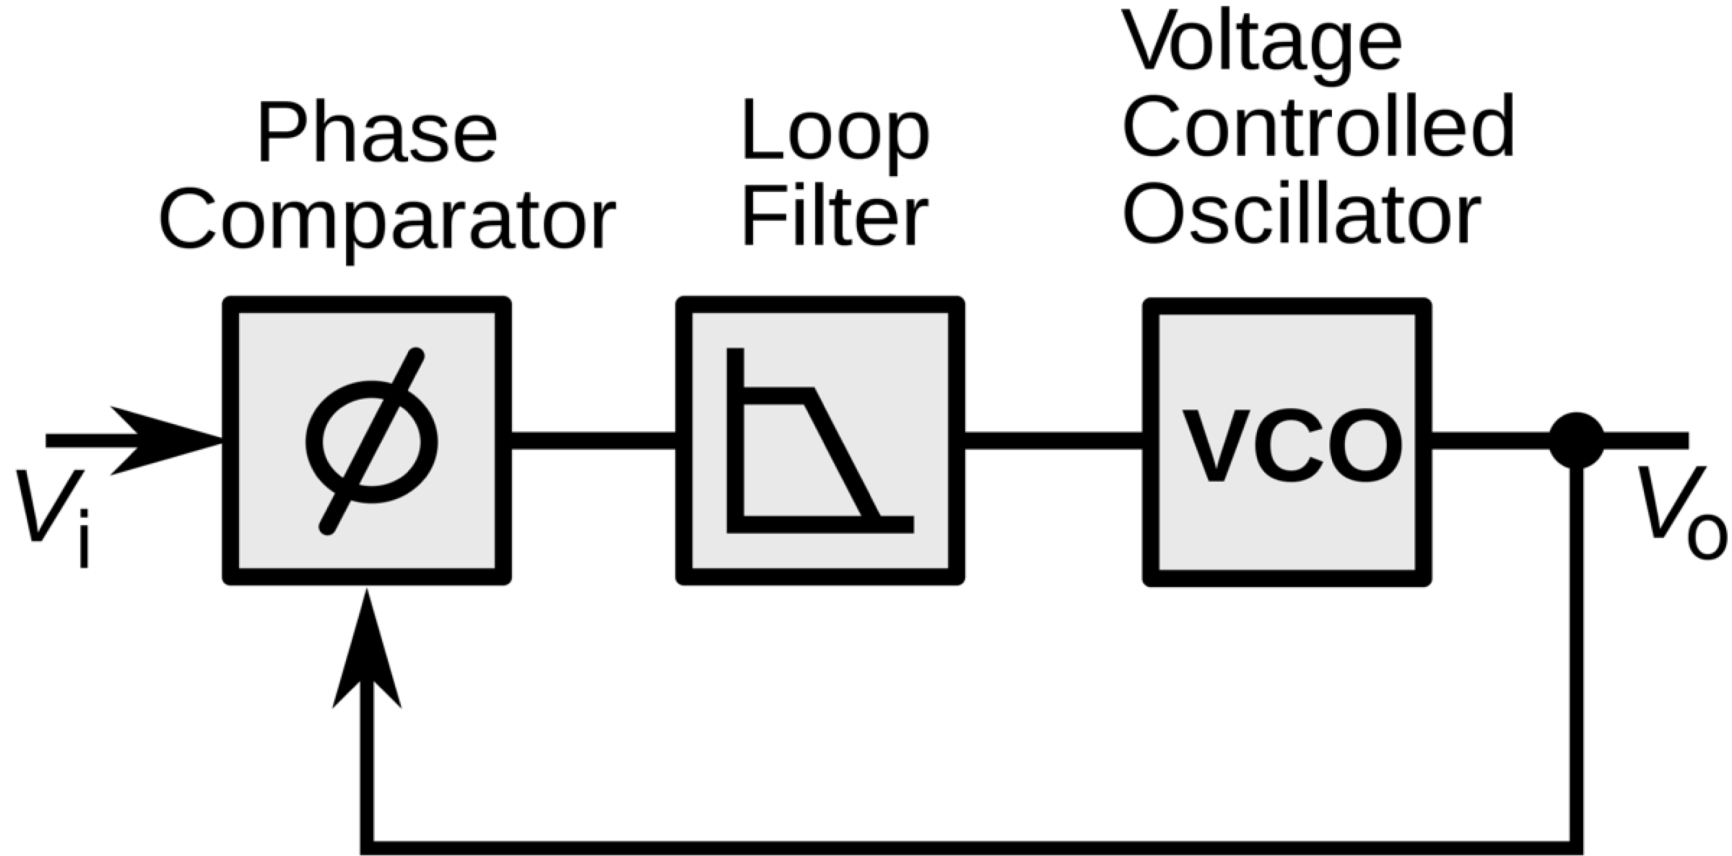 Phase
Comparator
Loop
Filter
Voltage
Controlled
Oscillator
Vi
ϕ
VCO
Vo